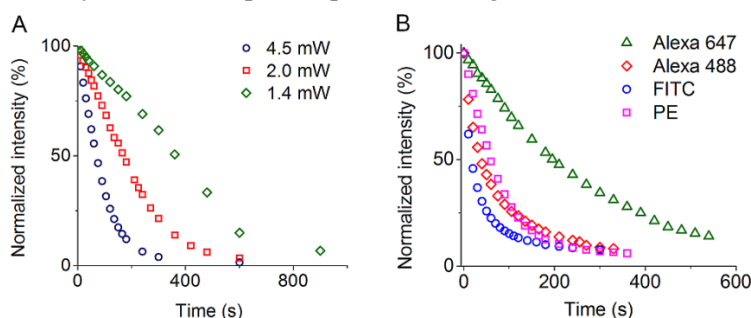 A
Normalized intensity (%)
100
50
0
4.5 mW
2.0 mW
1.4 mW
0 400 800
Time (s)
B
Normalized intensity (%)
100
50
0
Alexa 647
Alexa 488
FITC
PE
0 200 400 600
Time (s)